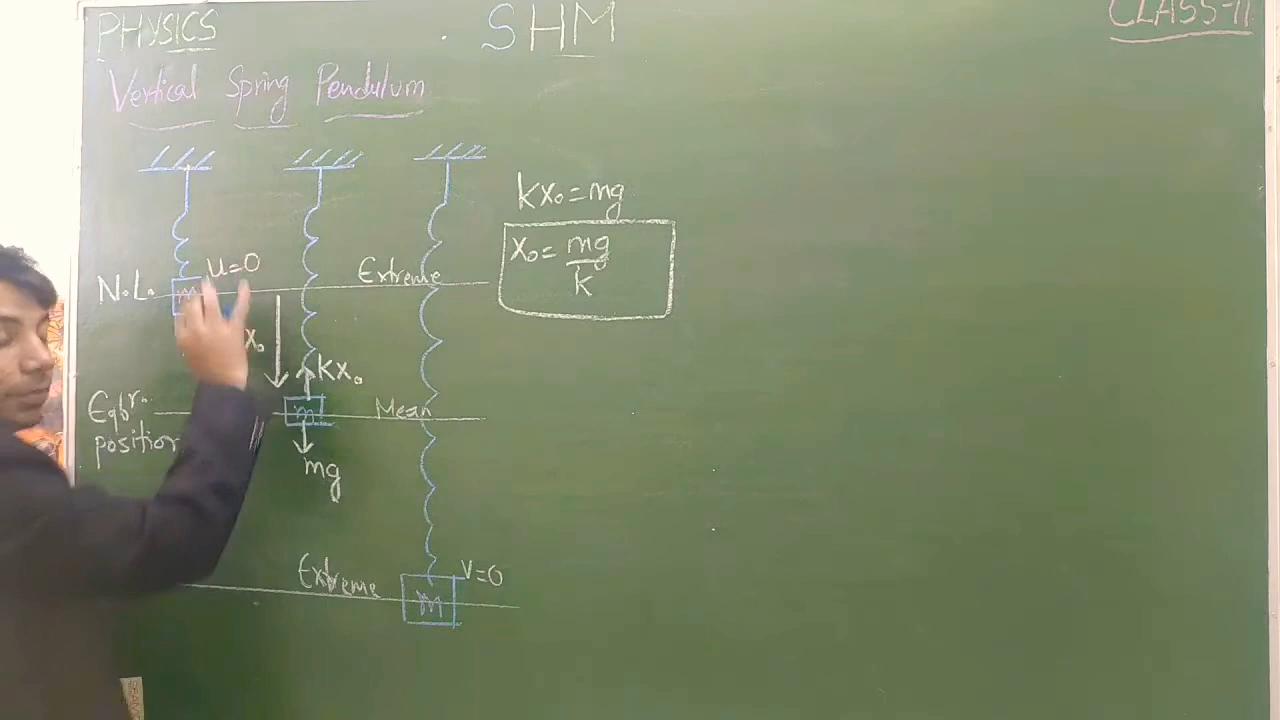 PHYSICS
SHM
CLASS-11
Vertical Spring Pendulum
kx₀=mg
x₀=mg/k
u=0
Extreme
N.L.
m
x₀
kx₀
Eqbʳ.
position
m
Mean
mg
Extreme
v=0
m